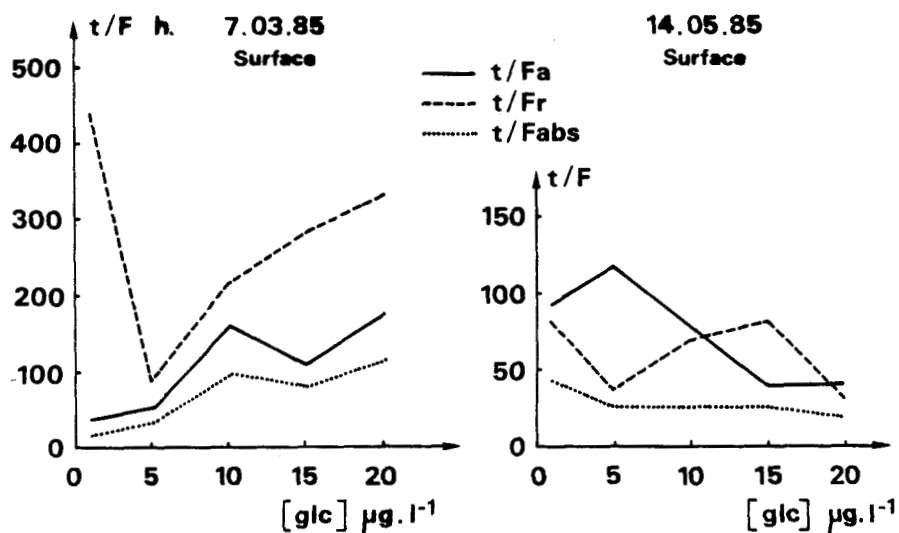 t/F h.
7.03.85
Surface
500
400
300
200
100
0
0 5 10 15 20
[glc] µg.l⁻¹
t/Fa
t/Fr
t/Fabs
14.05.85
Surface
t/F
150
100
50
0
0 5 10 15 20
[glc] µg.l⁻¹